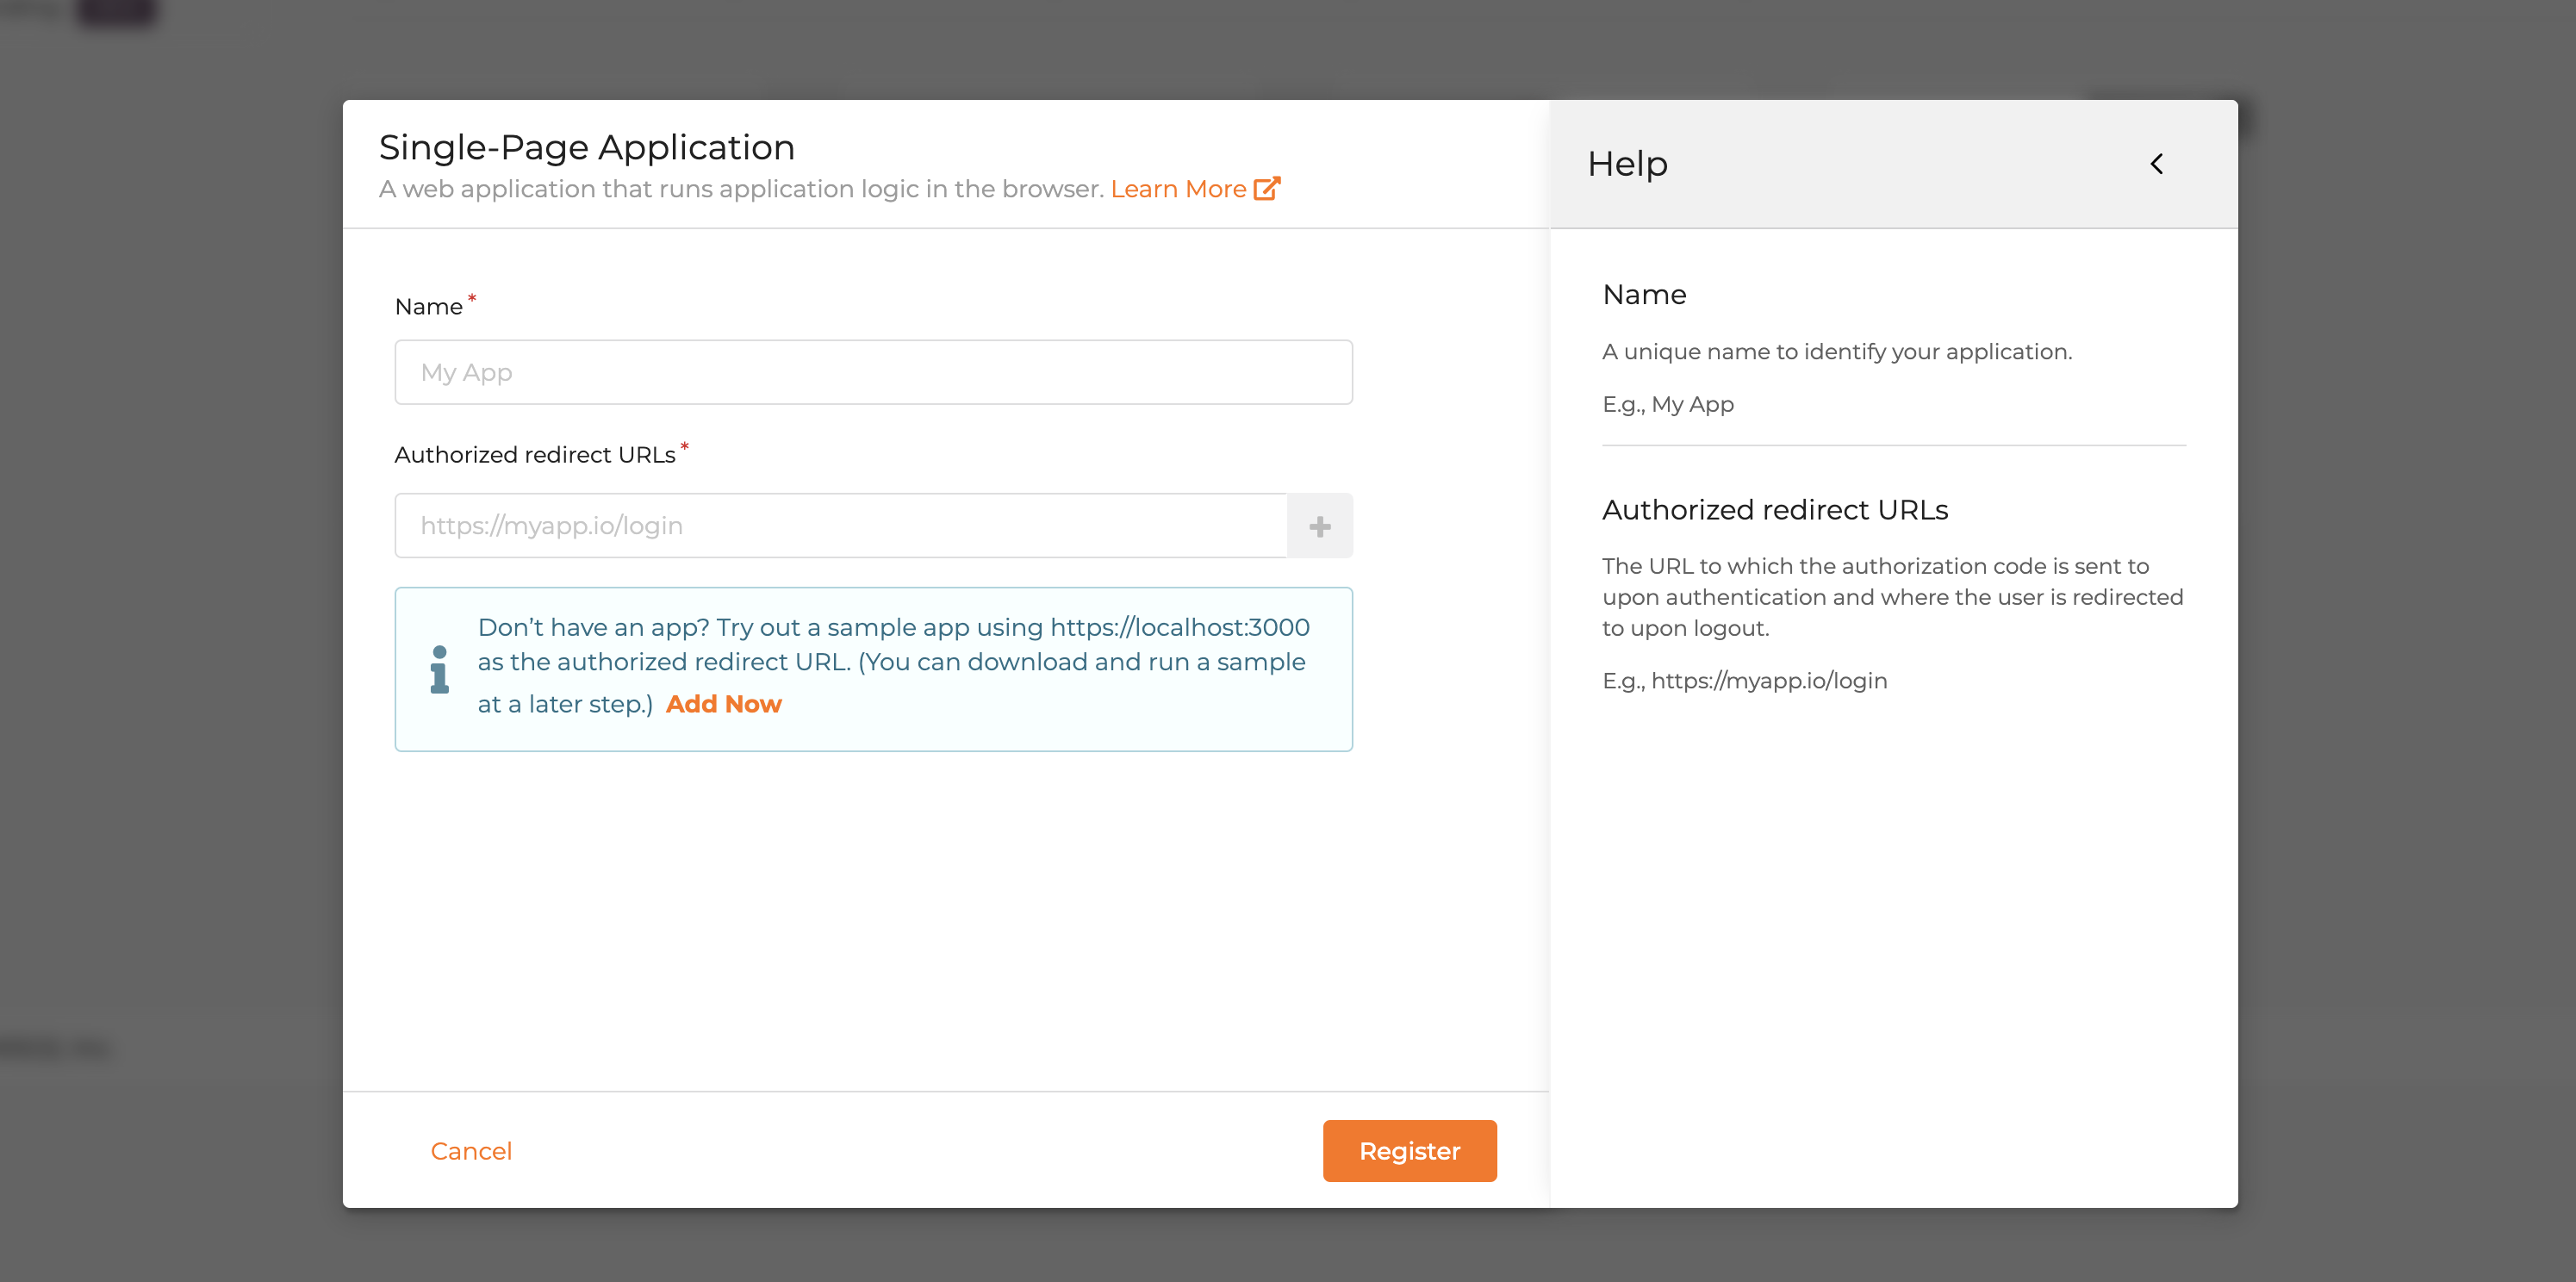 Single-Page Application
A web application that runs application logic in the browser. Learn More
Name *
My App
Authorized redirect URLs *
https://myapp.io/login
Don’t have an app? Try out a sample app using https://localhost:3000
as the authorized redirect URL. (You can download and run a sample
at a later step.) Add Now
Cancel
Register
Help
Name
A unique name to identify your application.
E.g., My App
Authorized redirect URLs
The URL to which the authorization code is sent to
upon authentication and where the user is redirected
to upon logout.
E.g., https://myapp.io/login